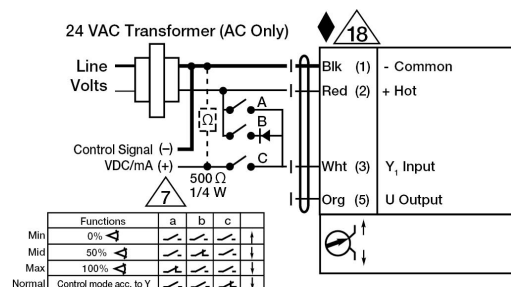 24 VAC Transformer (AC Only)
18
Line
Volts
Blk (1) - Common
Red (2) + Hot
A
Ω
B
Control Signal (–)
VDC/mA (+)
C
500 Ω
1/4 W
Wht (3) Y₁ Input
7
Org (5) U Output
Functions a b c
Min 0%
Mid 50%
Max 100%
Normal Control mode acc. to Y